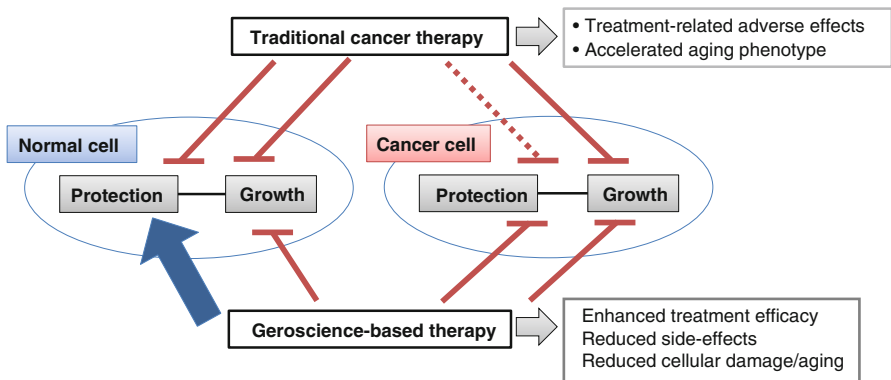 Traditional cancer therapy
• Treatment-related adverse effects
• Accelerated aging phenotype
Normal cell
Cancer cell
Protection
Growth
Protection
Growth
Geroscience-based therapy
Enhanced treatment efficacy
Reduced side-effects
Reduced cellular damage/aging